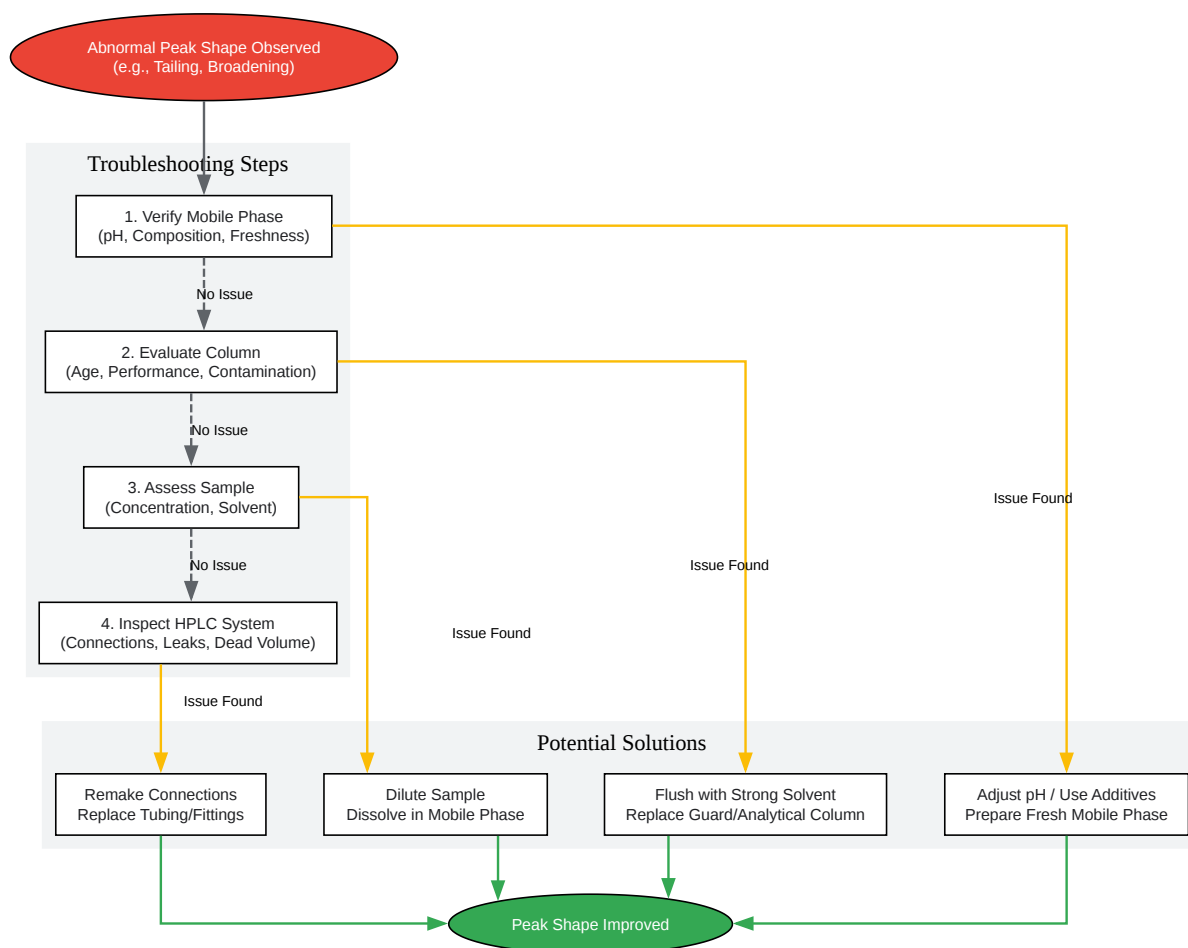 Abnormal Peak Shape Observed
(e.g., Tailing, Broadening)
Troubleshooting Steps
1. Verify Mobile Phase
(pH, Composition, Freshness)
No Issue
2. Evaluate Column
(Age, Performance, Contamination)
No Issue
3. Assess Sample
(Concentration, Solvent)
Issue Found
No Issue
Issue Found
4. Inspect HPLC System
(Connections, Leaks, Dead Volume)
Issue Found
Issue Found
Potential Solutions
Remake Connections
Replace Tubing/Fittings
Dilute Sample
Dissolve in Mobile Phase
Flush with Strong Solvent
Replace Guard/Analytical Column
Adjust pH / Use Additives
Prepare Fresh Mobile Phase
Peak Shape Improved